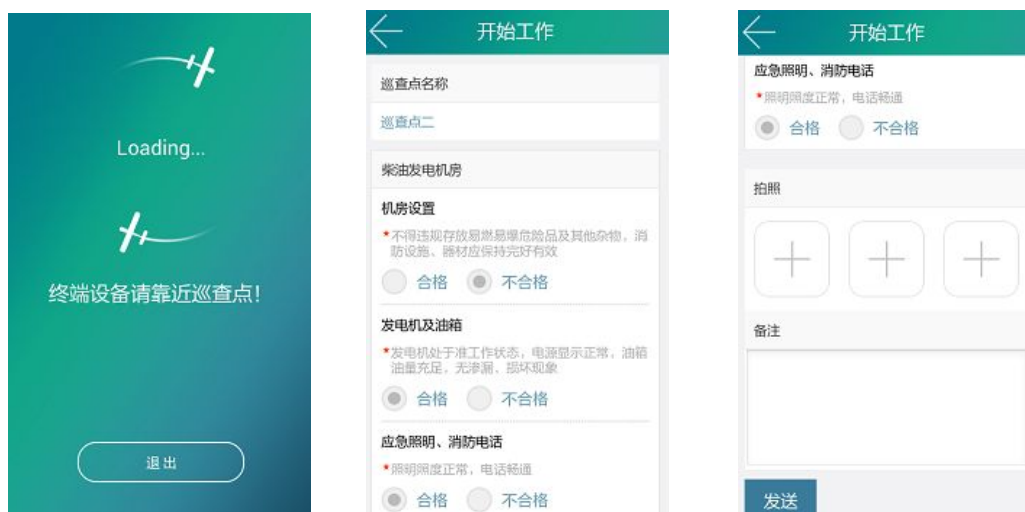 Loading...
终端设备请靠近巡查点!
退出
开始工作
巡查点名称
巡查点二
柴油发电机房
机房设置
*不得违规存放易燃易爆危险品及其他杂物，消
防设施、器材应保持完好有效
合格 不合格
发电机及油箱
*发电机处于准工作状态，电源显示正常，油箱
油量充足，无渗漏、损坏现象
合格 不合格
应急照明、消防电话
*照明照度正常，电话畅通
合格 不合格
开始工作
应急照明、消防电话
*照明照度正常，电话畅通
合格 不合格
拍照
备注
发送